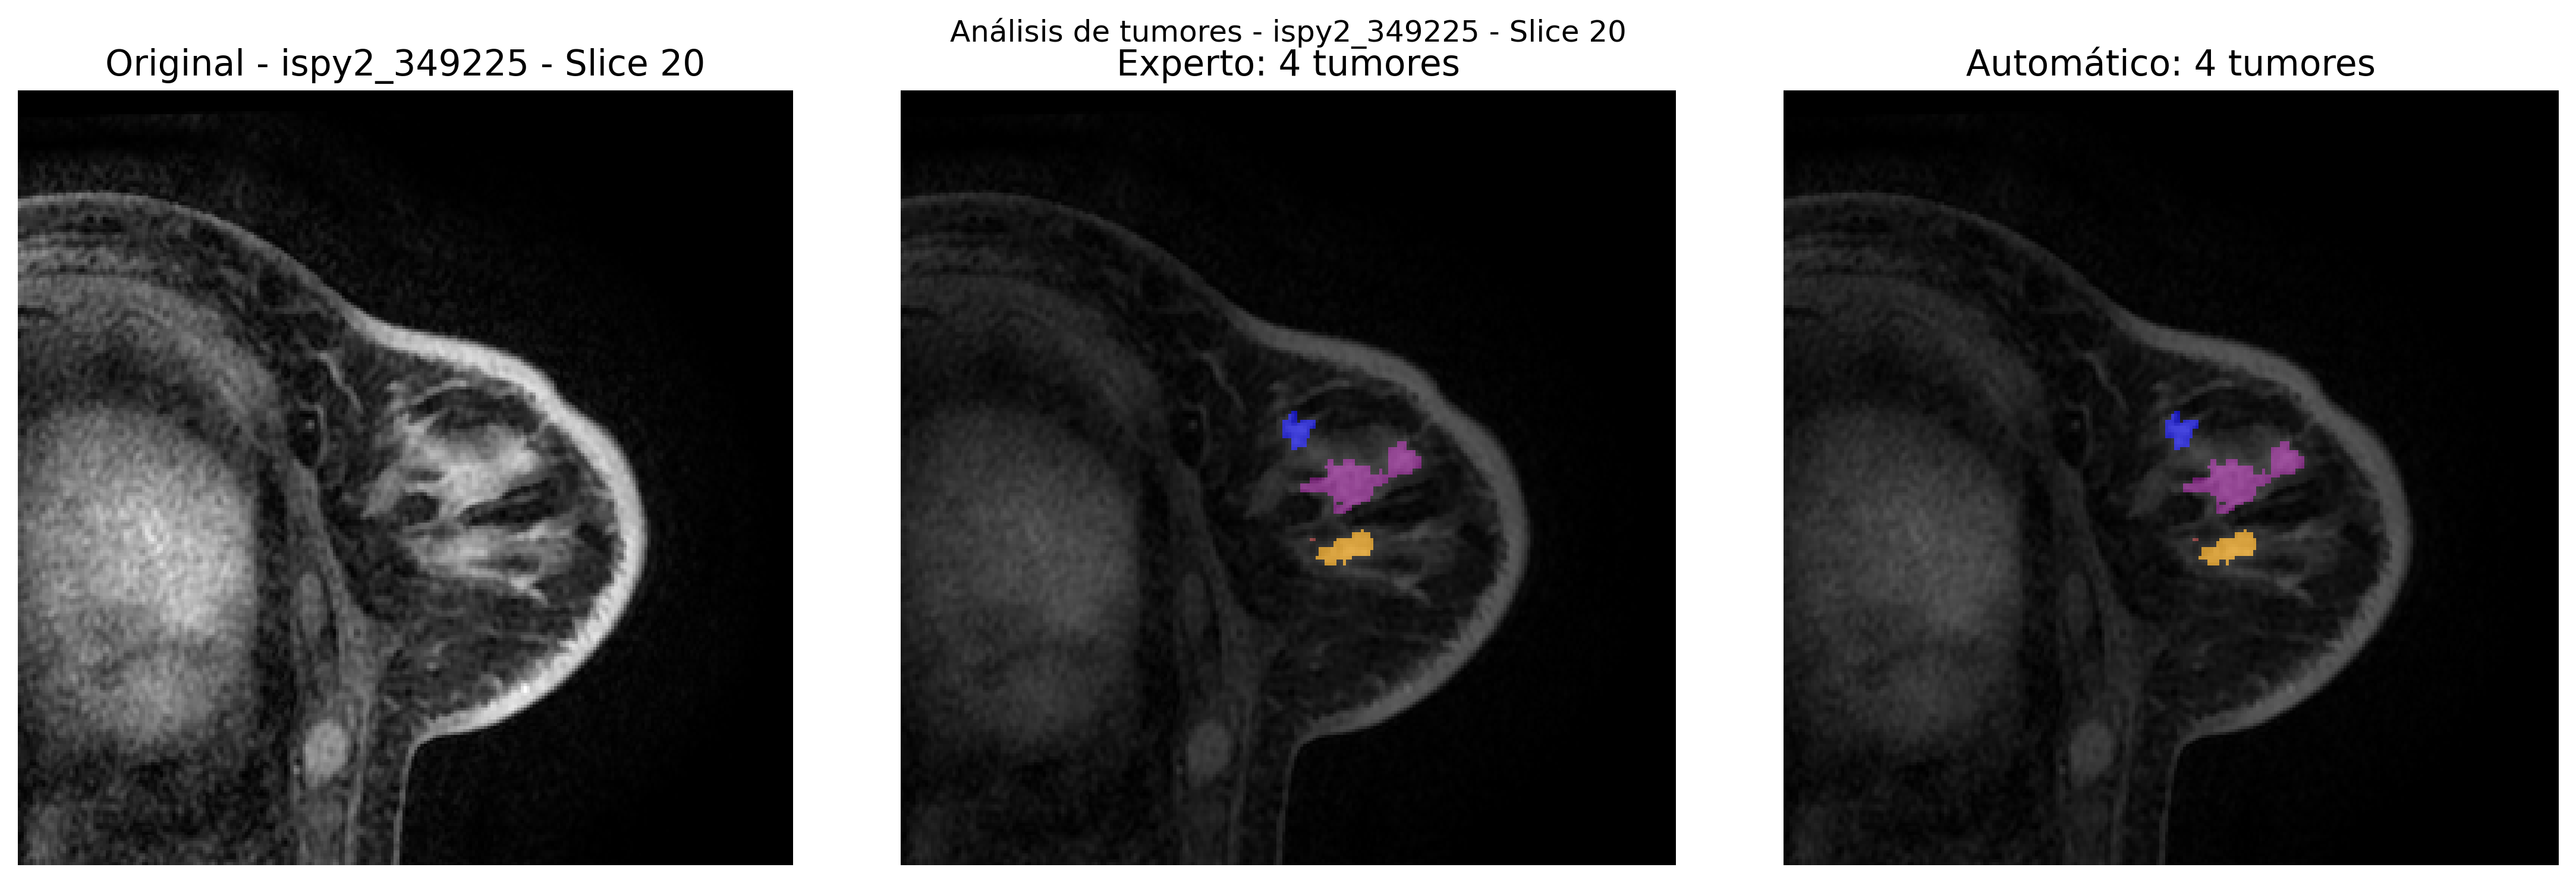 Análisis de tumores - ispy2_349225 - Slice 20
Original - ispy2_349225 - Slice 20
Experto: 4 tumores
Automático: 4 tumores